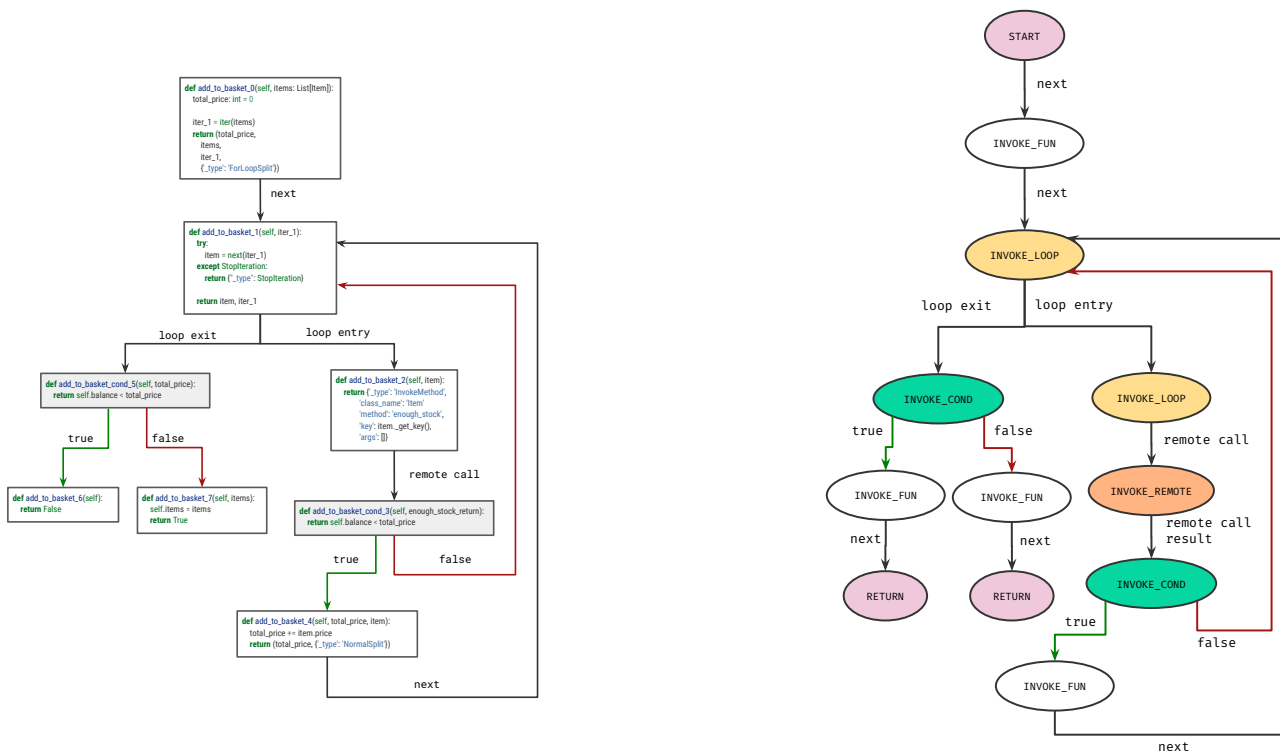 def add_to_basket_0(self, items: List[Item]):
total_price: int = 0
iter_1 = iter(items)
return (total_price,
items,
iter_1,
{'_type': 'ForLoopSplit'})
next
def add_to_basket_1(self, iter_1):
try:
item = next(iter_1)
except StopIteration:
return {"_type": StopIteration}
return item, iter_1
loop exit
loop entry
def add_to_basket_cond_5(self, total_price):
return self.balance < total_price
true
false
def add_to_basket_6(self):
return False
def add_to_basket_7(self, items):
self.items = items
return True
def add_to_basket_2(self, item):
return {'_type': 'InvokeMethod',
'class_name': 'Item'
'method': 'enough_stock',
'key': item._get_key(),
'args': []})
remote call
def add_to_basket_cond_3(self, enough_stock_return):
return self.balance < total_price
true
false
def add_to_basket_4(self, total_price, item):
total_price += item.price
return (total_price, {'_type': 'NormalSplit'})
next
START
next
INVOKE_FUN
next
INVOKE_LOOP
loop exit
loop entry
INVOKE_COND
true
false
INVOKE_FUN
INVOKE_FUN
next
next
RETURN
RETURN
INVOKE_LOOP
remote call
INVOKE_REMOTE
remote call
result
INVOKE_COND
true
false
INVOKE_FUN
next